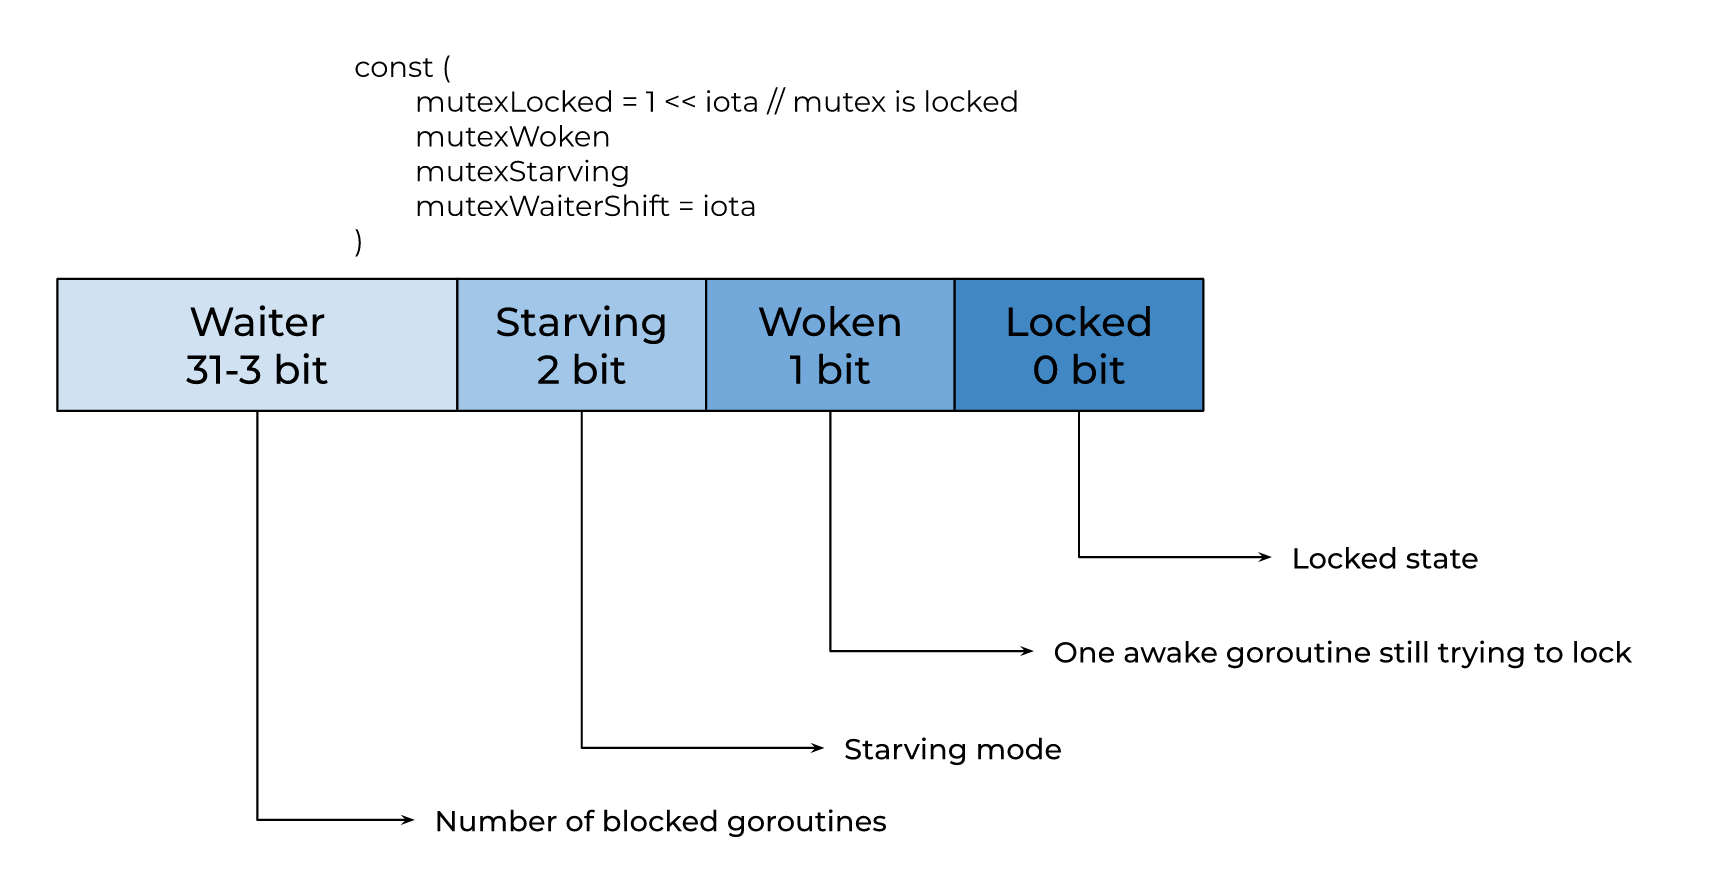 const (
mutexLocked = 1 << iota // mutex is locked
mutexWoken
mutexStarving
mutexWaiterShift = iota
)
Waiter
31-3 bit
Starving
2 bit
Woken
1 bit
Locked
0 bit
Locked state
One awake goroutine still trying to lock
Starving mode
Number of blocked goroutines